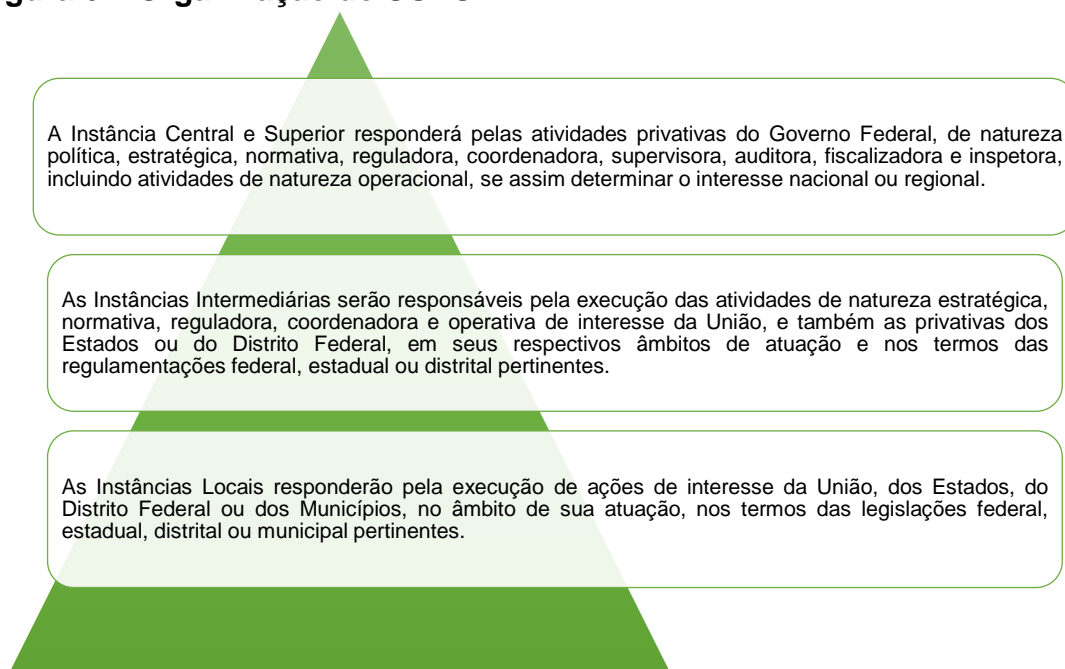 A Instância Central e Superior responderá pelas atividades privativas do Governo Federal, de natureza
política, estratégica, normativa, reguladora, coordenadora, supervisora, auditora, fiscalizadora e inspetora,
incluindo atividades de natureza operacional, se assim determinar o interesse nacional ou regional.
As Instâncias Intermediárias serão responsáveis pela execução das atividades de natureza estratégica,
normativa, reguladora, coordenadora e operativa de interesse da União, e também as privativas dos
Estados ou do Distrito Federal, em seus respectivos âmbitos de atuação e nos termos das
regulamentações federal, estadual ou distrital pertinentes.
As Instâncias Locais responderão pela execução de ações de interesse da União, dos Estados, do
Distrito Federal ou dos Municípios, no âmbito de sua atuação, nos termos das legislações federal,
estadual, distrital ou municipal pertinentes.